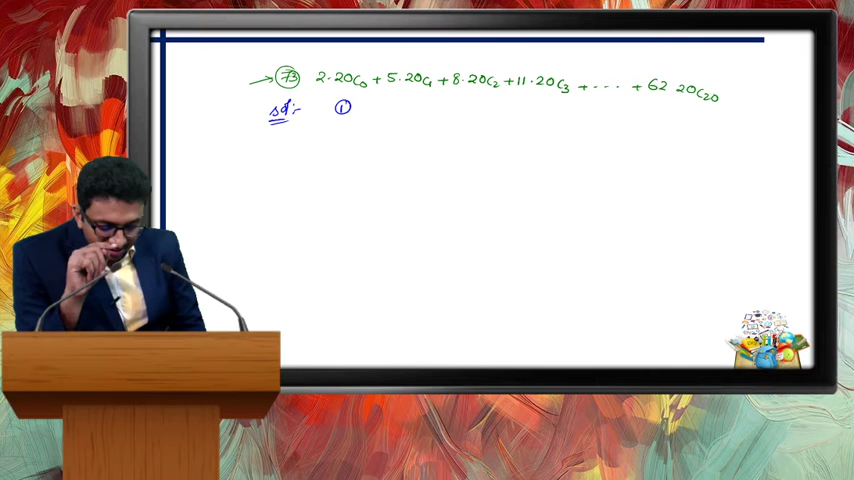 → 73 2·20C₀ + 5·20C₁ + 8·20C₂ + 11·20C₃ + ---- + 62 20C₂₀
sol:- ①